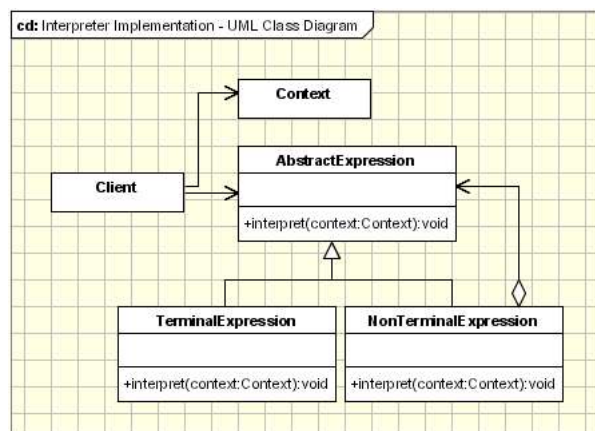 cd: Interpreter Implementation - UML Class Diagram
Context
AbstractExpression
Client
+interpret(context:Context):void
TerminalExpression
NonTerminalExpression
+interpret(context:Context):void
+interpret(context:Context):void